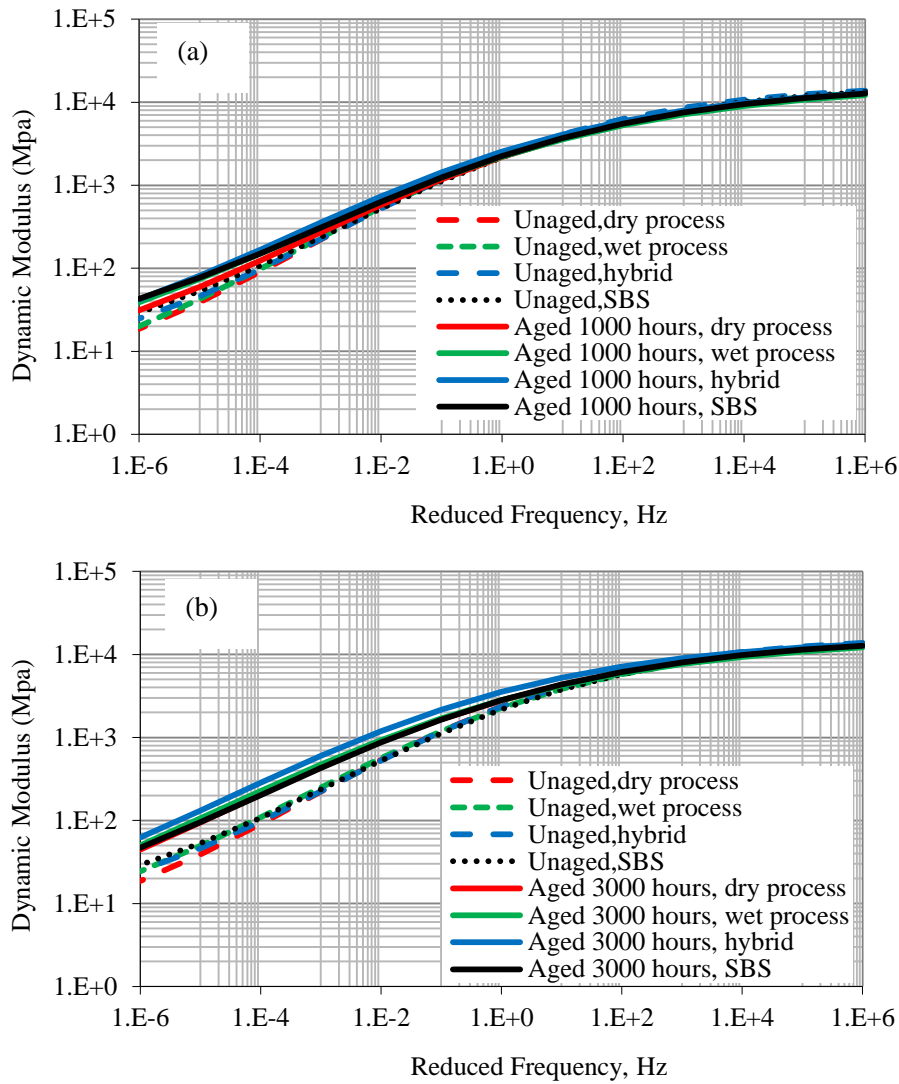 1.E+5
(a)
1.E+4
1.E+3
1.E+2
1.E+1
1.E+0
Dynamic Modulus (Mpa)
Unaged,dry process
Unaged,wet process
Unaged,hybrid
Unaged,SBS
Aged 1000 hours, dry process
Aged 1000 hours, wet process
Aged 1000 hours, hybrid
Aged 1000 hours, SBS
1.E-6 1.E-4 1.E-2 1.E+0 1.E+2 1.E+4 1.E+6
Reduced Frequency, Hz
1.E+5
(b)
1.E+4
1.E+3
1.E+2
1.E+1
1.E+0
Dynamic Modulus (Mpa)
Unaged,dry process
Unaged,wet process
Unaged,hybrid
Unaged,SBS
Aged 3000 hours, dry process
Aged 3000 hours, wet process
Aged 3000 hours, hybrid
Aged 3000 hours, SBS
1.E-6 1.E-4 1.E-2 1.E+0 1.E+2 1.E+4 1.E+6
Reduced Frequency, Hz